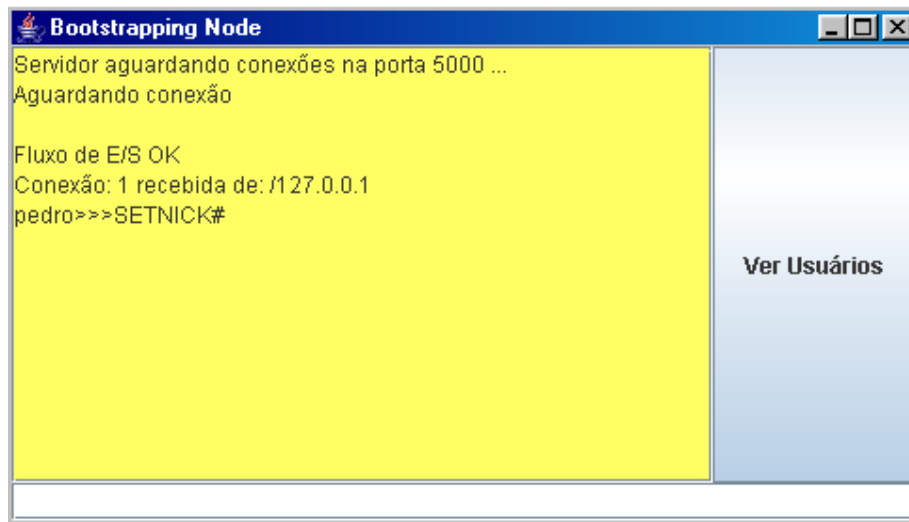 Bootstrapping Node
Servidor aguardando conexões na porta 5000 ...
Aguardando conexão
Fluxo de E/S OK
Conexão: 1 recebida de: /127.0.0.1
pedro>>>SETNICK#
Ver Usuários